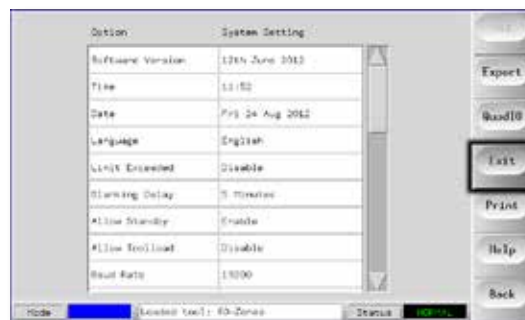 Option System Setting
Software Version 12th June 2012
Time 11:52
Date Fri 24 Aug 2012
Language English
Limit Exceeded Disable
Blanking Delay 5 Minutes
Allow Standby Enable
Allow Toolload Disable
Baud Rate 19200
Export
QuadIO
Exit
Print
Help
Back
Mode Loaded tool: Status NORMAL